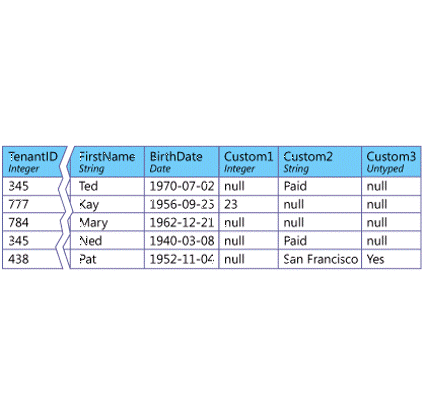 TenantID FirstName BirthDate Custom1 Custom2 Custom3
Integer String Date Integer String Untyped
345 Ted 1970-07-02 null Paid null
777 Kay 1956-09-23 23 null null
784 Mary 1962-12-21 null null null
345 Ned 1940-03-08 null Paid null
438 Pat 1952-11-04 null San Francisco Yes